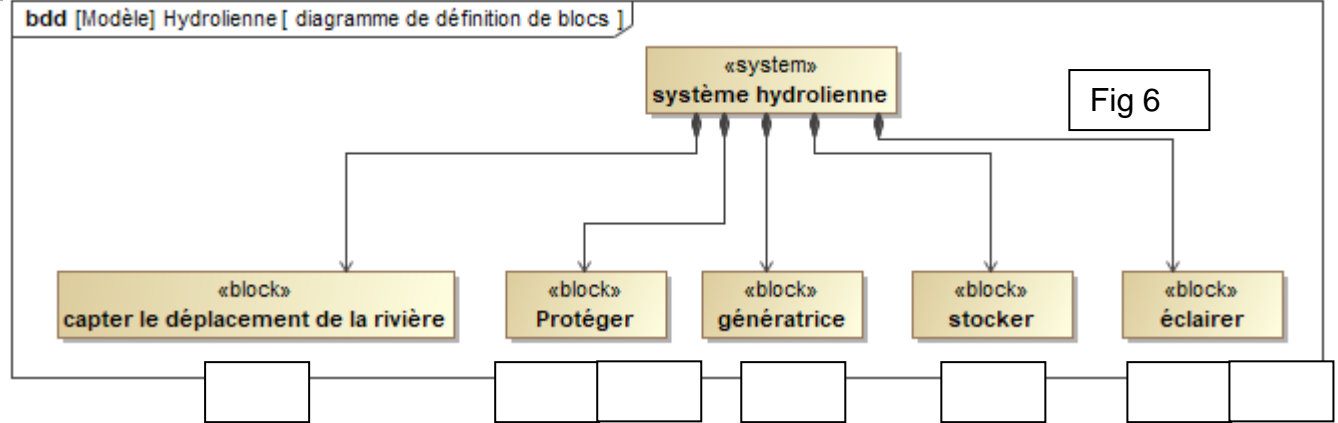 bdd [Modèle] Hydrolienne [ diagramme de définition de blocs ]
«system»
système hydrolienne
Fig 6
«block»
capter le déplacement de la rivière
«block»
Protéger
«block»
génératrice
«block»
stocker
«block»
éclairer